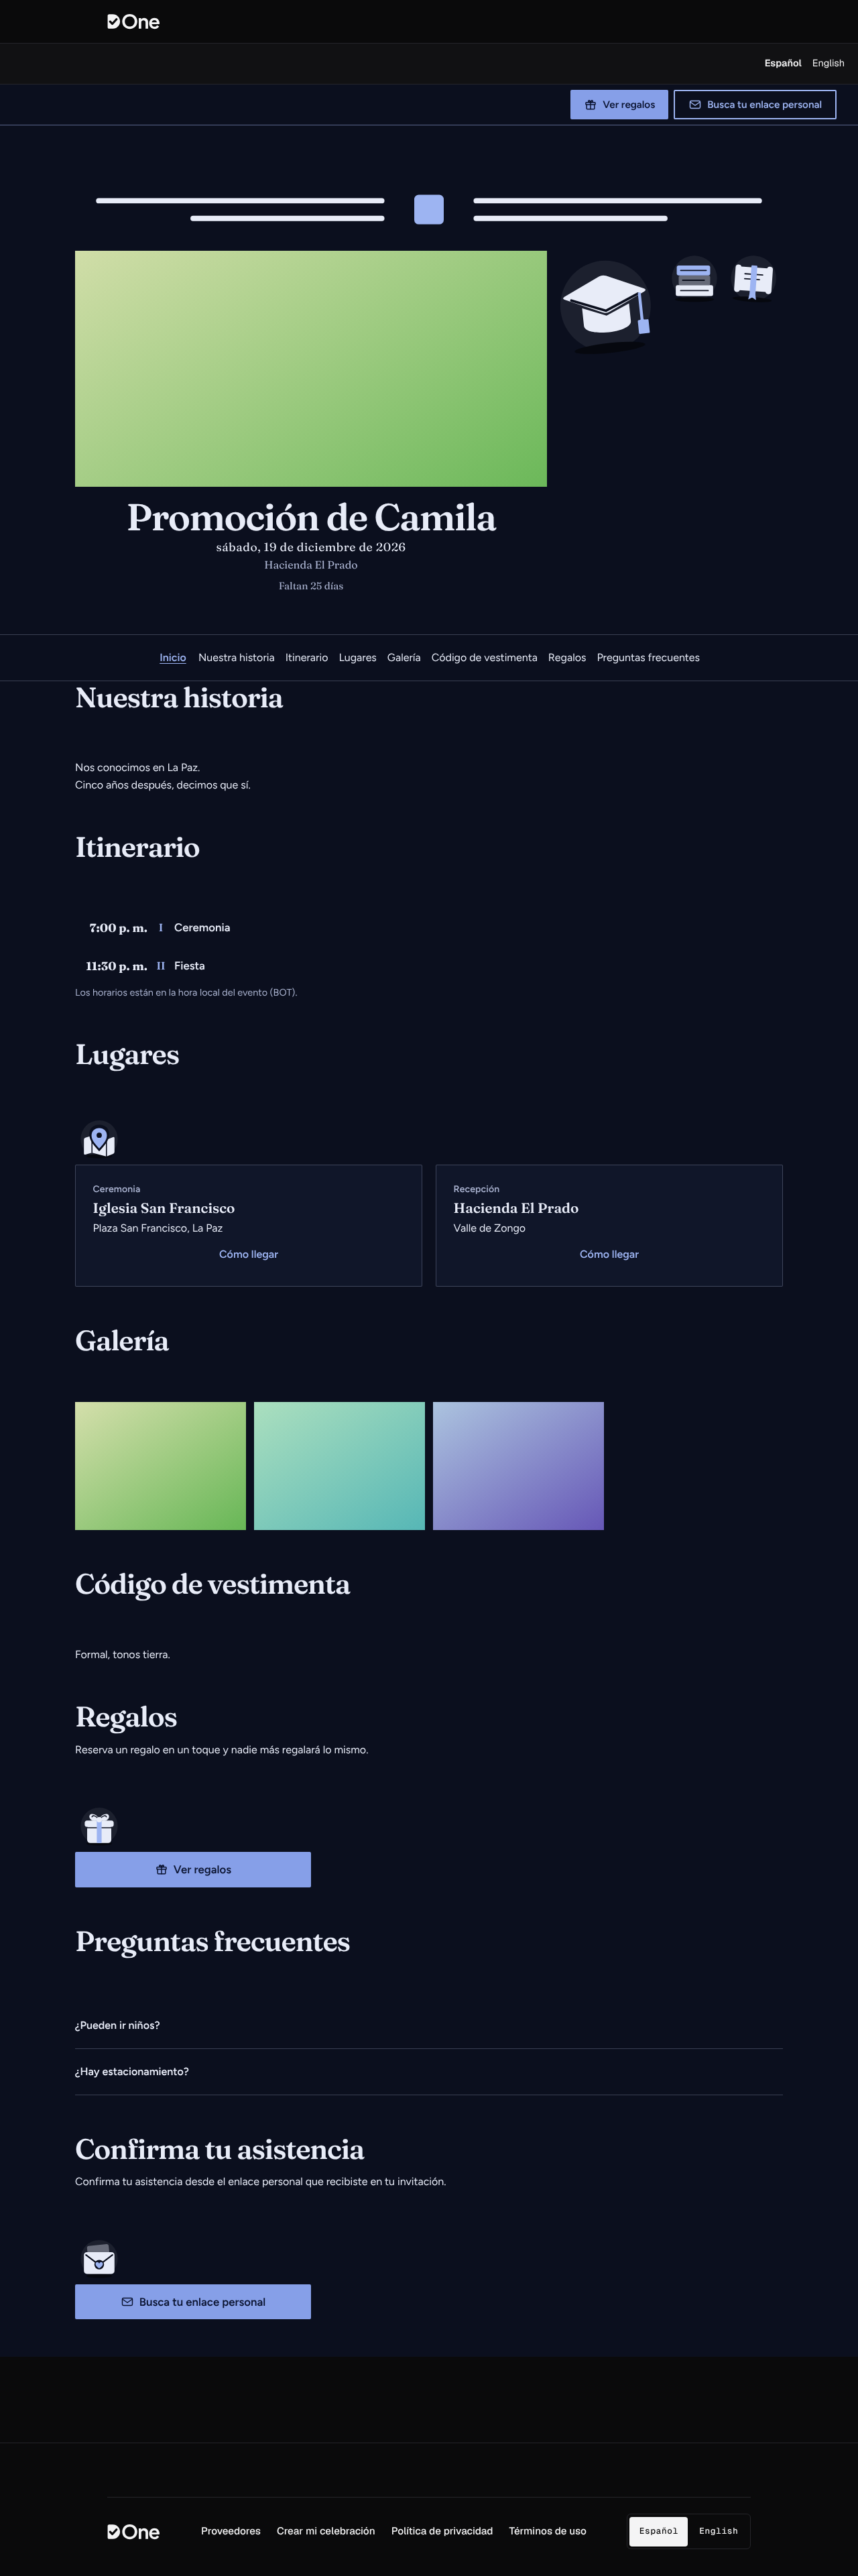 One
Español English
Ver regalos Busca tu enlace personal
Promoción de Camila
sábado, 19 de diciembre de 2026
Hacienda El Prado
Faltan 25 días
Inicio Nuestra historia Itinerario Lugares Galería Código de vestimenta Regalos Preguntas frecuentes
Nuestra historia
Nos conocimos en La Paz.
Cinco años después, decimos que sí.
Itinerario
7:00 p. m. I Ceremonia
11:30 p. m. II Fiesta
Los horarios están en la hora local del evento (BOT).
Lugares
Ceremonia
Iglesia San Francisco
Plaza San Francisco, La Paz
Cómo llegar
Recepción
Hacienda El Prado
Valle de Zongo
Cómo llegar
Galería
Código de vestimenta
Formal, tonos tierra.
Regalos
Reserva un regalo en un toque y nadie más regalará lo mismo.
Ver regalos
Preguntas frecuentes
¿Pueden ir niños?
¿Hay estacionamiento?
Confirma tu asistencia
Confirma tu asistencia desde el enlace personal que recibiste en tu invitación.
Busca tu enlace personal
One Proveedores Crear mi celebración Política de privacidad Términos de uso Español English